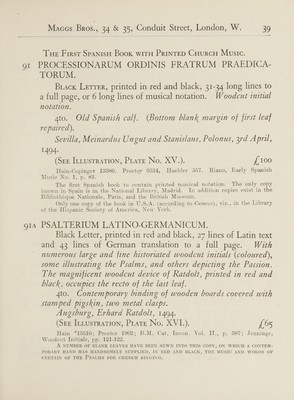 MAGGS BROS., 34 & 35, Conduit Street, London, W. 39
THE FIRST SPANISH BOOK WITH PRINTED CHURCH MUSIC.
91 PROCESSIONARUM ORDINIS FRATRUM PRAEDICA-
TORUM.
BLACK LETTER, printed in red and black, 31-34 long lines to
a full page, or 6 long lines of musical notation. Woodcut initial
notation.
4to. Old Spanish calf. (Bottom blank margin of first leaf
repaired).
Sevilla, Meinardus Ungut and Stanislaus, Polonus, 3rd April,
1494.
(SEE ILLUSTRATION, PLATE NO. XV.). £100
Hain-Copinger 13380. Proctor 9534, Haebler 557. Riano, Early Spanish
Music No. 1, p. 83.
The first Spanish book to contain printed musical notation. The only copy
known in Spain is in the National Library, Madrid. In addition copies exist in the
Bibliotheque Nationale, Paris, and the British Museum.
Only one copy of the book in U.S.A. (according to Census), viz., in the Library
of the Hispanic Society of America, New York.
91A PSALTERIUM LATINO-GERMANICUM.
Black Letter, printed in red and black, 27 lines of Latin text
and 43 lines of German translation to a full page. With
numerous large and fine historiated woodcut initials (coloured),
some illustrating the Psalms, and others depicting the Passion.
The magnificent woodcut device of Ratdolt, printed in red and
black, occupies the recto of the last leaf.
4to. Contemporary binding of wooden boards covered with
stamped pigskin, two metal clasps.
Augsburg, Erhard Ratdolt, 1494.
(SEE ILLUSTRATION, PLATE NO. XVI.). £65
Hain *13510; Proctor 1902; B.M. Cat. Incun. Vol. II., p. 387; Jennings,
Woodcut Initials, pp. 121-122.
A NUMBER OF BLANK LEAVES HAVE BEEN SEWN INTO THIS COPY, ON WHICH A CONTEM-
PORARY HAND HAS HANDSOMELY SUPPLIED, IN RED AND BLACK, THE MUSIC AND WORDS OF
CERTAIN OF THE PSALMS FOR CHURCH SINGING.